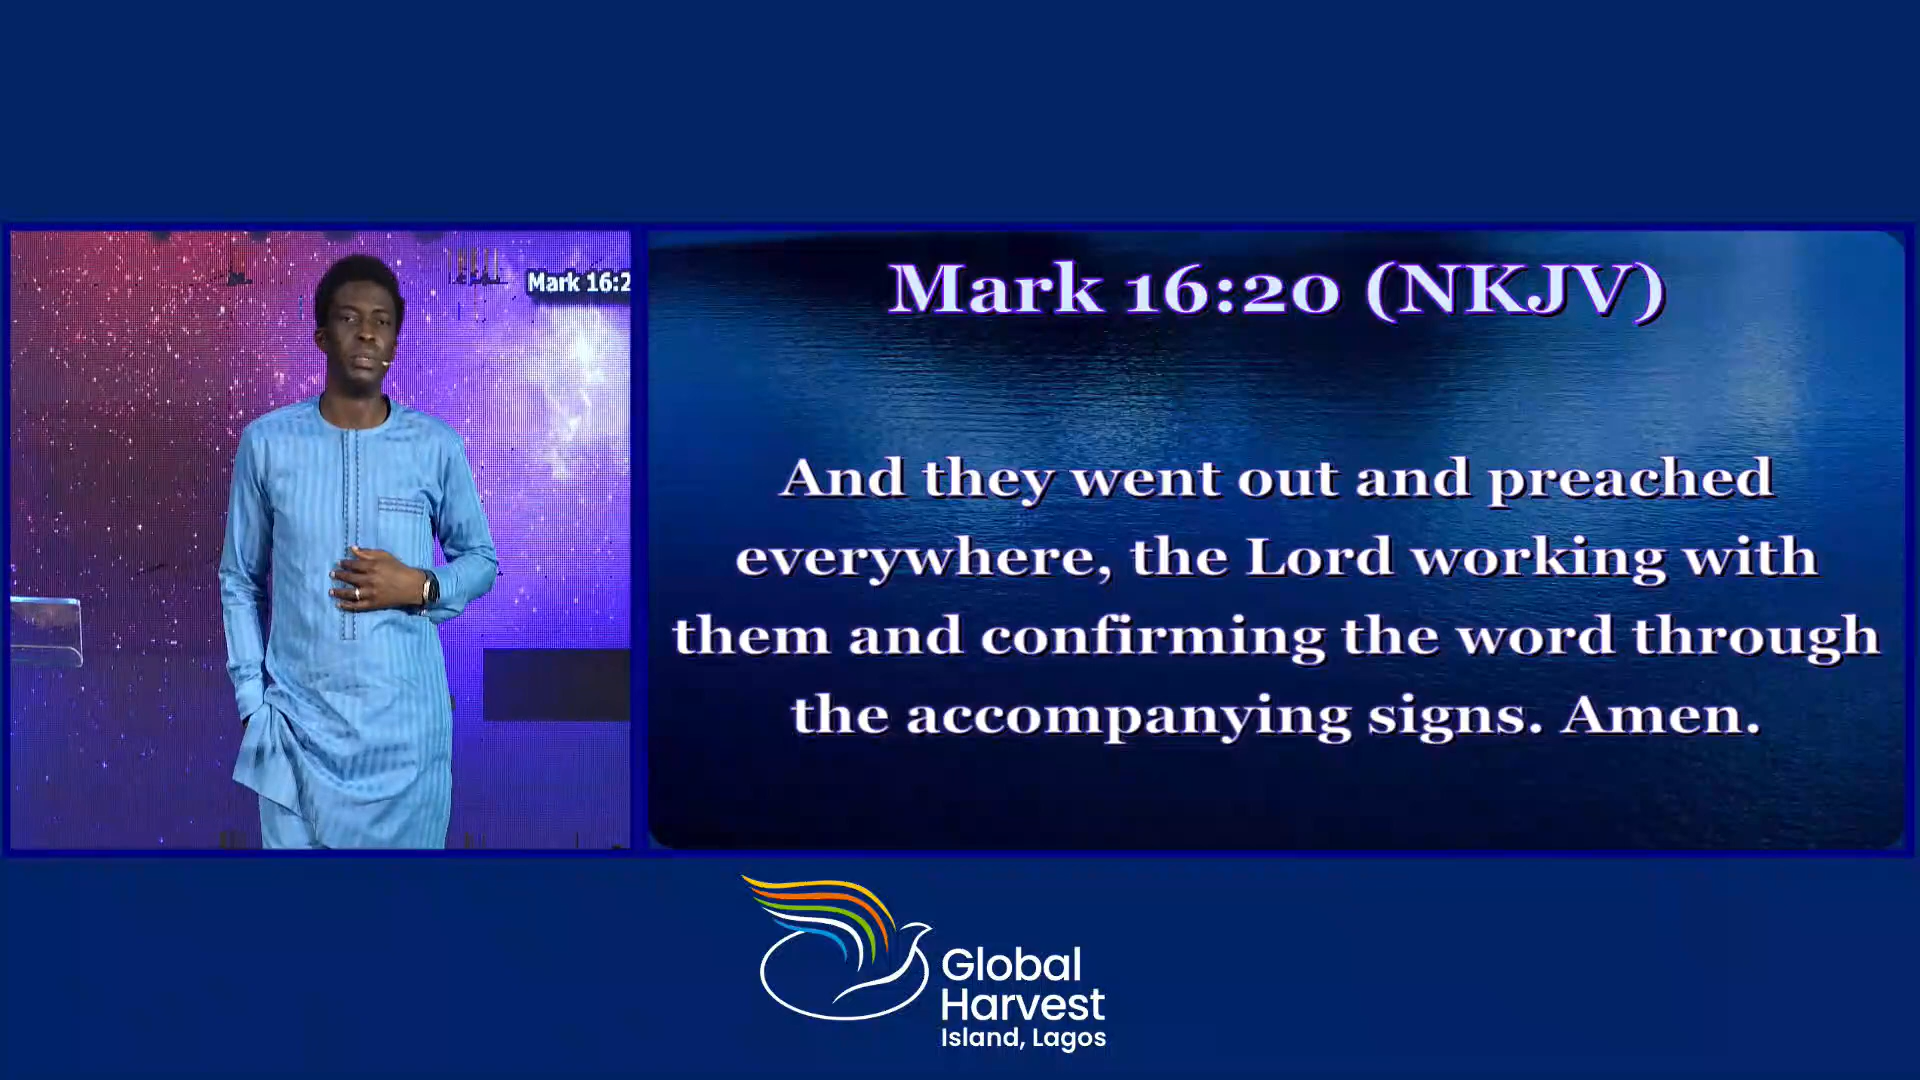 Mark 16:2
Mark 16:20 (NKJV)
And they went out and preached
everywhere, the Lord working with
them and confirming the word through
the accompanying signs. Amen.
Global
Harvest
Island, Lagos